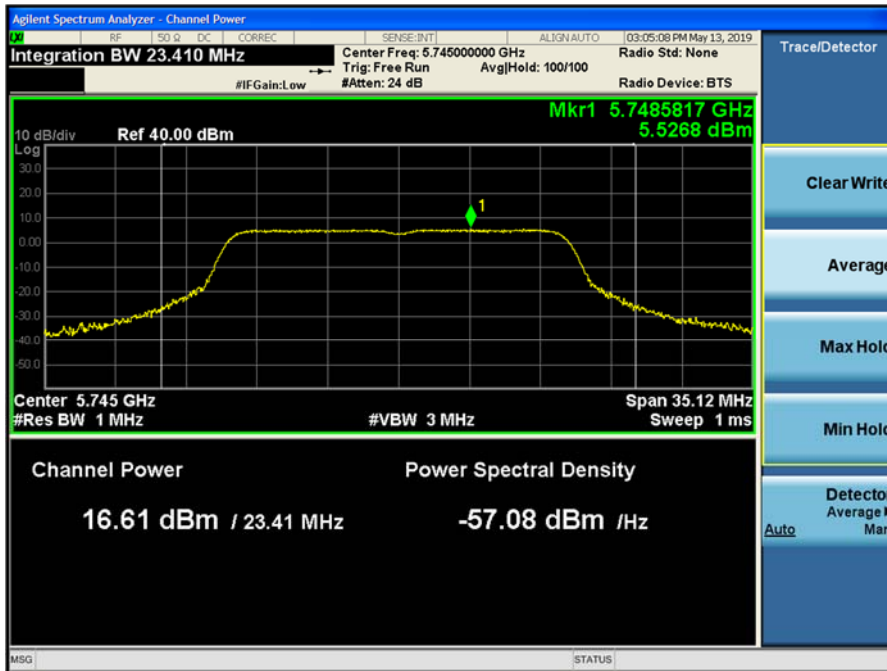 Agilent Spectrum Analyzer - Channel Power
RF 50 Ω DC CORREC SENSE:INT ALIGN AUTO 03:05:08 PM May 13, 2019
Integration BW 23.410 MHz
Center Freq: 5.745000000 GHz
Radio Std: None
Trig: Free Run Avg|Hold: 100/100
#IFGain:Low #Atten: 24 dB Radio Device: BTS
Mkr1 5.7485817 GHz
5.5268 dBm
10 dB/div Ref 40.00 dBm
Log
30.0
20.0
10.0
1
0.00
-10.0
-20.0
-30.0
-40.0
-50.0
Center 5.745 GHz Span 35.12 MHz
#Res BW 1 MHz #VBW 3 MHz Sweep 1 ms
Channel Power Power Spectral Density
16.61 dBm / 23.41 MHz -57.08 dBm /Hz
MSG STATUS
Trace/Detector
Clear Write
Average
Max Hold
Min Hold
Detector
Average
Auto Man